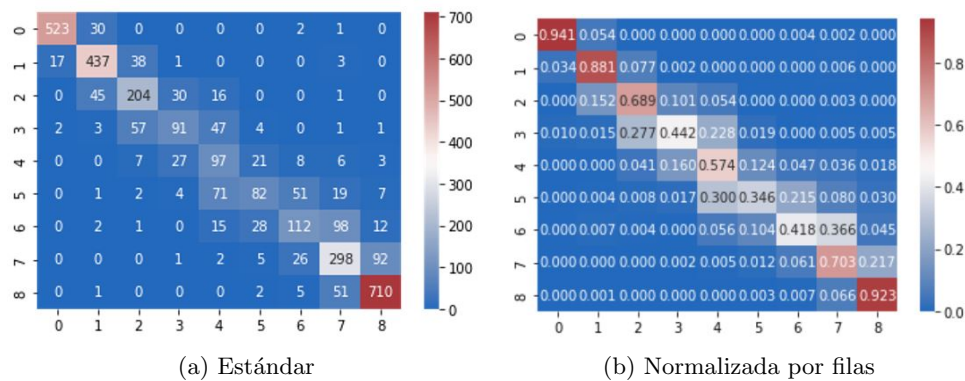 0 523 30 0 0 0 0 2 1 0
1 17 437 38 1 0 0 0 3 0
2 0 45 204 30 16 0 0 1 0
3 2 3 57 91 47 4 0 1 1
4 0 0 7 27 97 21 8 6 3
5 0 1 2 4 71 82 51 19 7
6 0 2 1 0 15 28 112 98 12
7 0 0 0 1 2 5 26 298 92
8 0 1 0 0 0 2 5 51 710
0 1 2 3 4 5 6 7 8
700
600
500
400
300
200
100
0
(a) Estándar
0 0.941 0.054 0.000 0.000 0.000 0.000 0.004 0.002 0.000
1 0.034 0.881 0.077 0.002 0.000 0.000 0.000 0.006 0.000
2 0.000 0.152 0.689 0.101 0.054 0.000 0.000 0.003 0.000
3 0.010 0.015 0.277 0.442 0.228 0.019 0.000 0.005 0.005
4 0.000 0.000 0.041 0.160 0.574 0.124 0.047 0.036 0.018
5 0.000 0.004 0.008 0.017 0.300 0.346 0.215 0.080 0.030
6 0.000 0.007 0.004 0.000 0.056 0.104 0.418 0.366 0.045
7 0.000 0.000 0.000 0.002 0.005 0.012 0.061 0.703 0.217
8 0.000 0.001 0.000 0.000 0.000 0.003 0.007 0.066 0.923
0 1 2 3 4 5 6 7 8
0.8
0.6
0.4
0.2
0.0
(b) Normalizada por filas